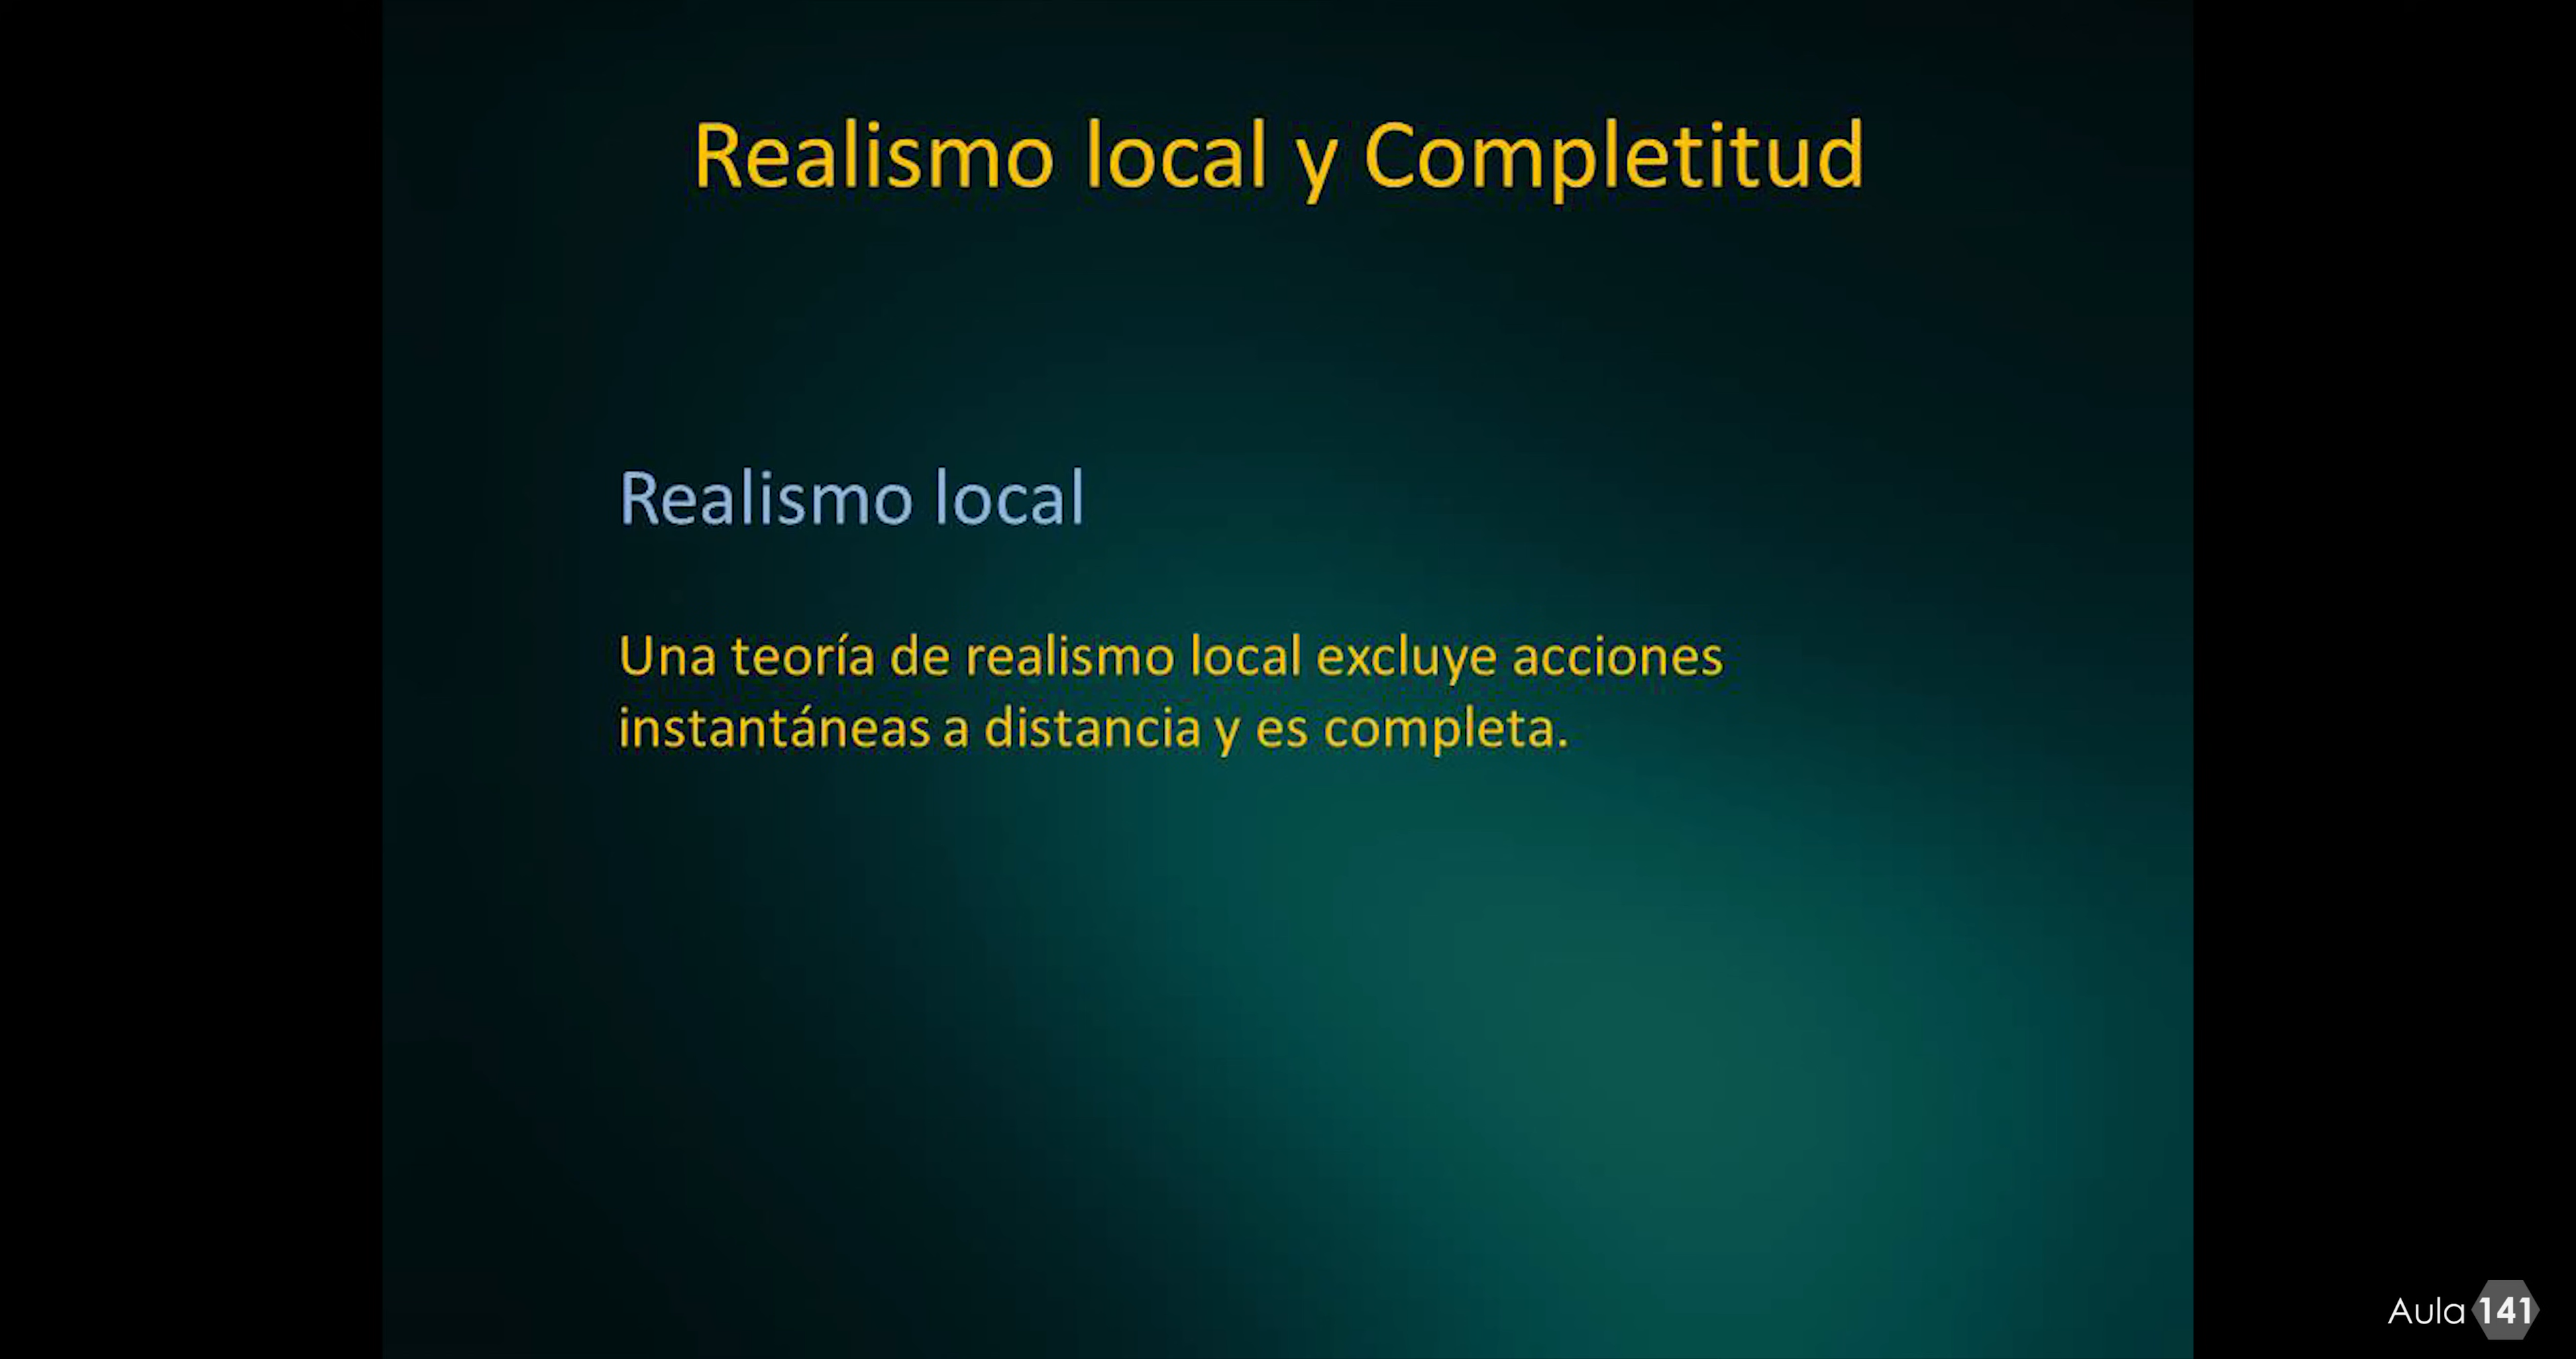 Realismo local y Completitud
Realismo local
Una teoría de realismo local excluye acciones
instantáneas a distancia y es completa.
Aula 141